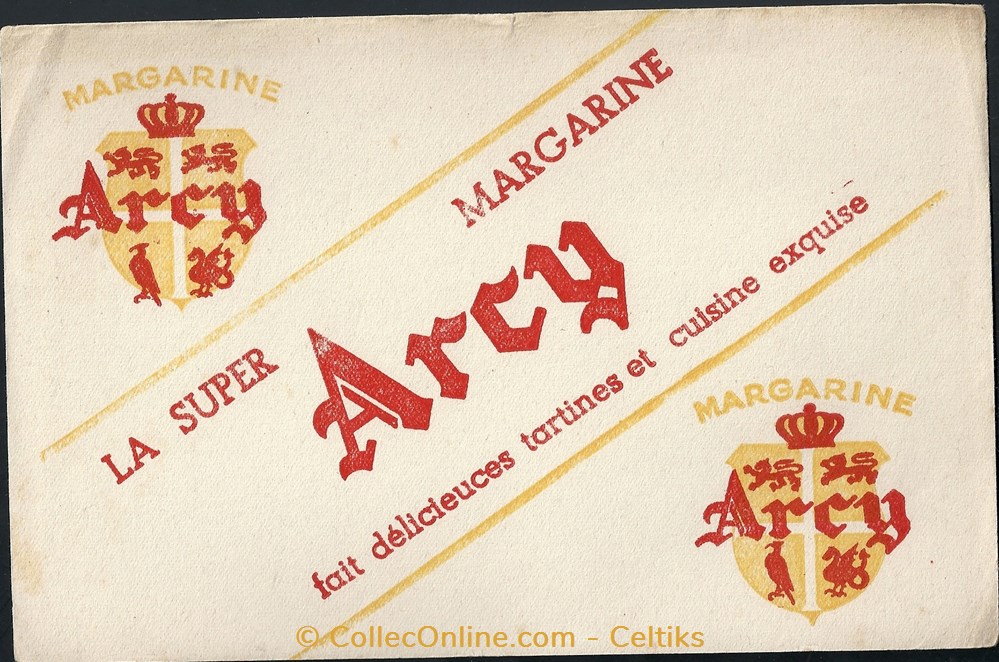 MARGARINE
Arcy
LA SUPER MARGARINE
Arcy
fait délicieuces tartines et cuisine exquise
MARGARINE
Arcy
© CollecOnline.com - Celtiks